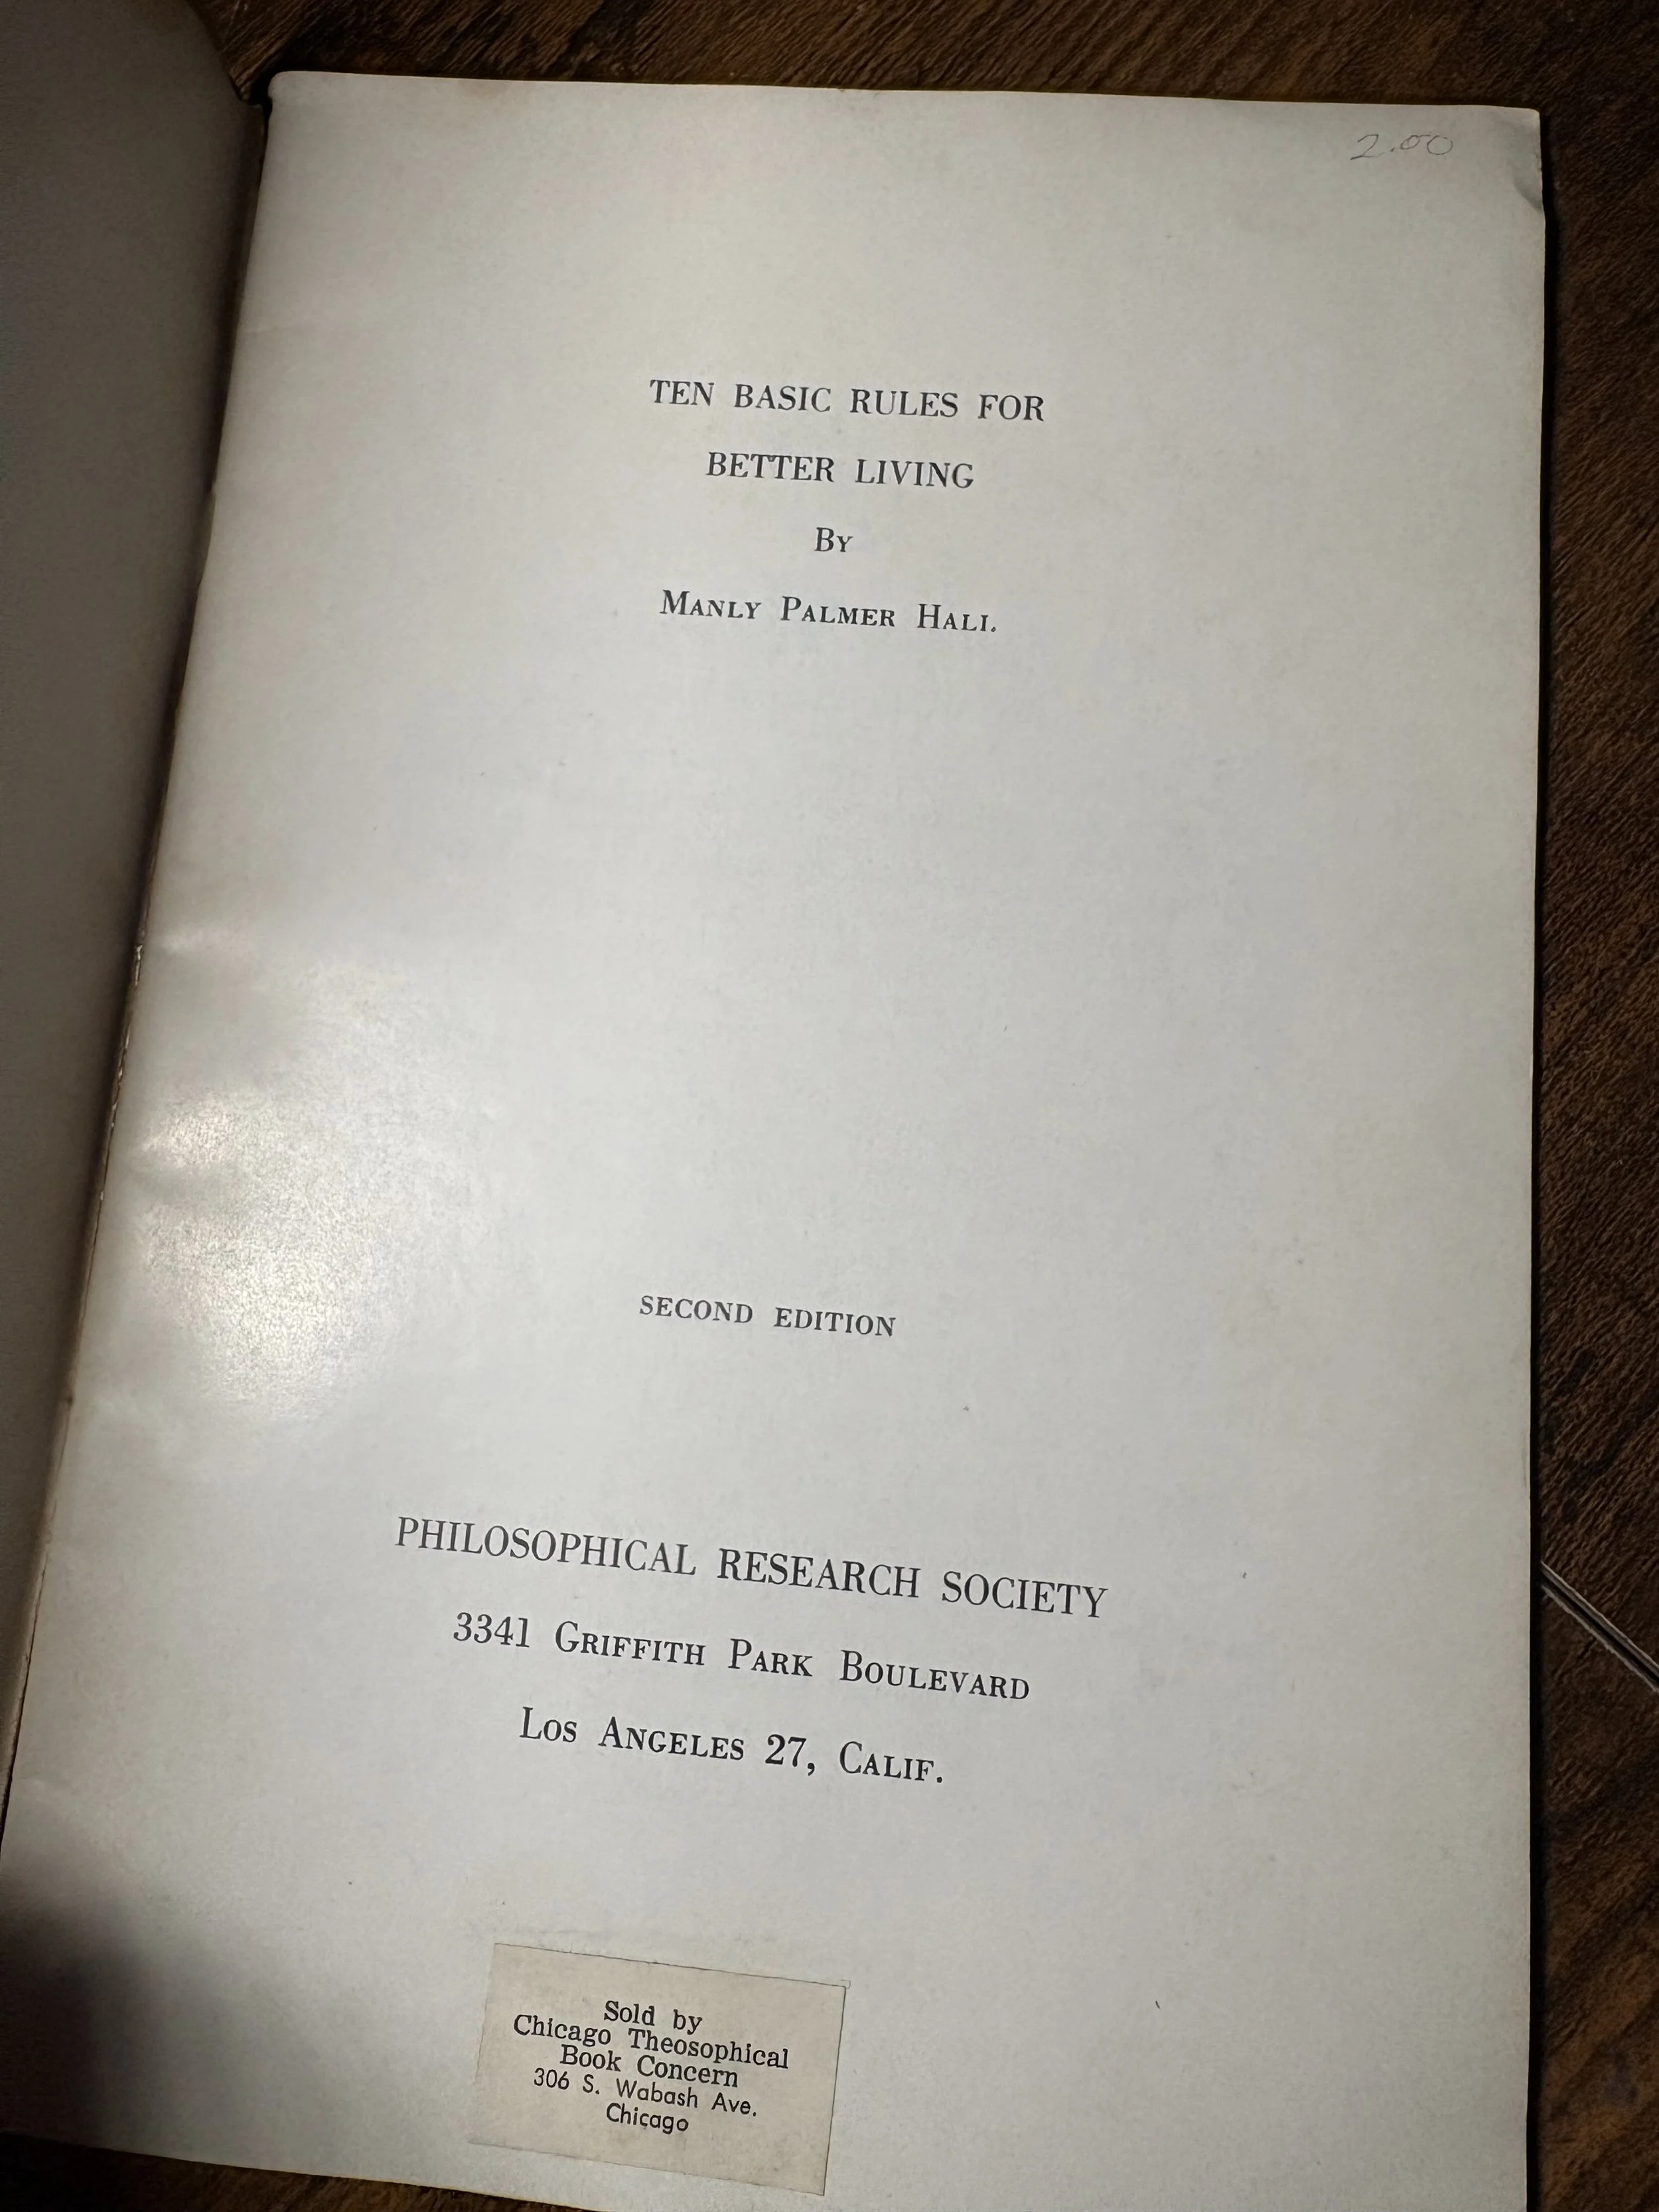 2.00
TEN BASIC RULES FOR
BETTER LIVING
BY
MANLY PALMER HALL
SECOND EDITION
PHILOSOPHICAL RESEARCH SOCIETY
3341 GRIFFITH PARK BOULEVARD
LOS ANGELES 27, CALIF.
Sold by
Chicago Theosophical
Book Concern
306 S. Wabash Ave.
Chicago